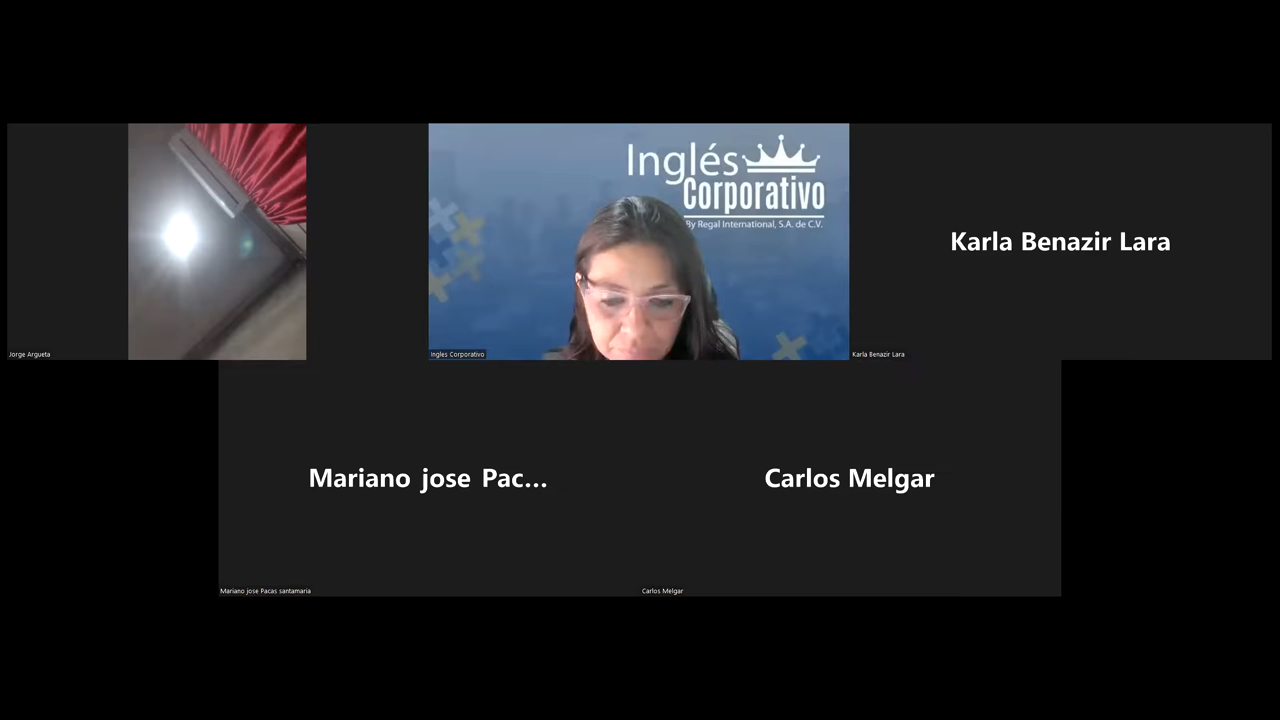 Inglés
Corporativo
By Regal International, S.A. de C.V.
Karla Benazir Lara
Jorge Argueta
Ingles Corporativo
Karla Benazir Lara
Mariano jose Pac...
Carlos Melgar
Mariano jose Pacas santamaria
Carlos Melgar